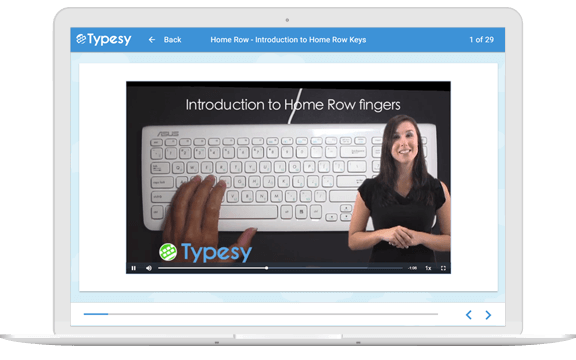 Typesy
Back
Home Row - Introduction to Home Row Keys
1 of 29
Introduction to Home Row fingers
ASUS
Typesy
-1:05
1x